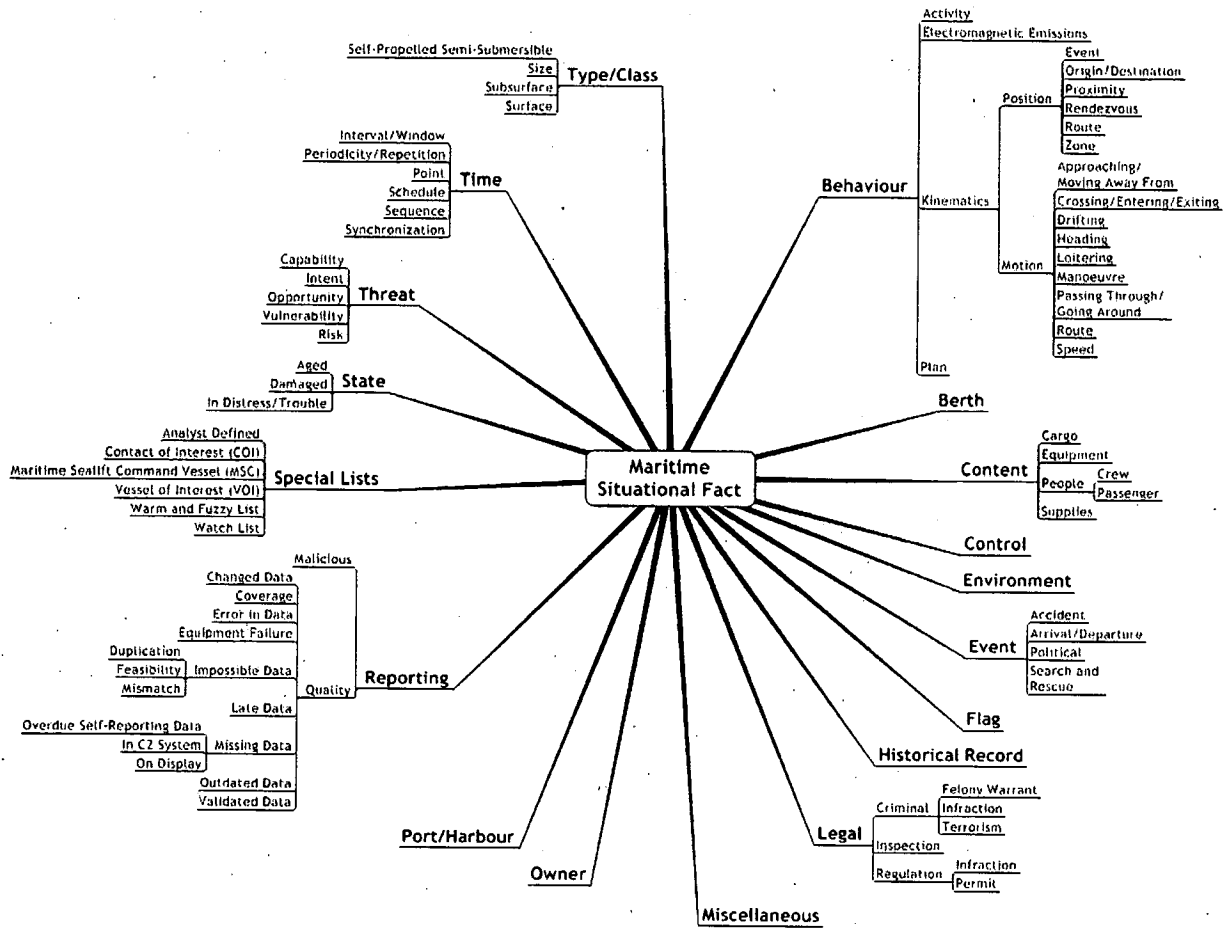 Maritime
Situational Fact
Type/Class
Self-Propelled Semi-Submersible
Size
Subsurface
Surface
Time
Interval/Window
Periodicity/Repetition
Point
Schedule
Sequence
Synchronization
Threat
Capability
Intent
Opportunity
Vulnerability
Risk
State
Aged
Damaged
In Distress/Trouble
Special Lists
Analyst Defined
Contact of Interest (COI)
Maritime Sealift Command Vessel (MSC)
Vessel of Interest (VOI)
Warm and Fuzzy List
Watch List
Reporting
Malicious
Quality
Changed Data
Coverage
Error in Data
Equipment Failure
Impossible Data
Duplication
Feasibility
Mismatch
Late Data
Missing Data
Overdue Self-Reporting Data
In C2 System
On Display
Outdated Data
Validated Data
Port/Harbour
Owner
Miscellaneous
Behaviour
Activity
Electromagnetic Emissions
Kinematics
Position
Event
Origin/Destination
Proximity
Rendezvous
Route
Zone
Motion
Approaching/
Moving Away From
Crossing/Entering/Exiting
Drifting
Heading
Loitering
Manoeuvre
Passing Through/
Going Around
Route
Speed
Plan
Berth
Content
Cargo
Equipment
People
Crew
Passenger
Supplies
Control
Environment
Event
Accident
Arrival/Departure
Political
Search and
Rescue
Flag
Historical Record
Legal
Criminal
Felony Warrant
Infraction
Terrorism
Inspection
Regulation
Infraction
Permit